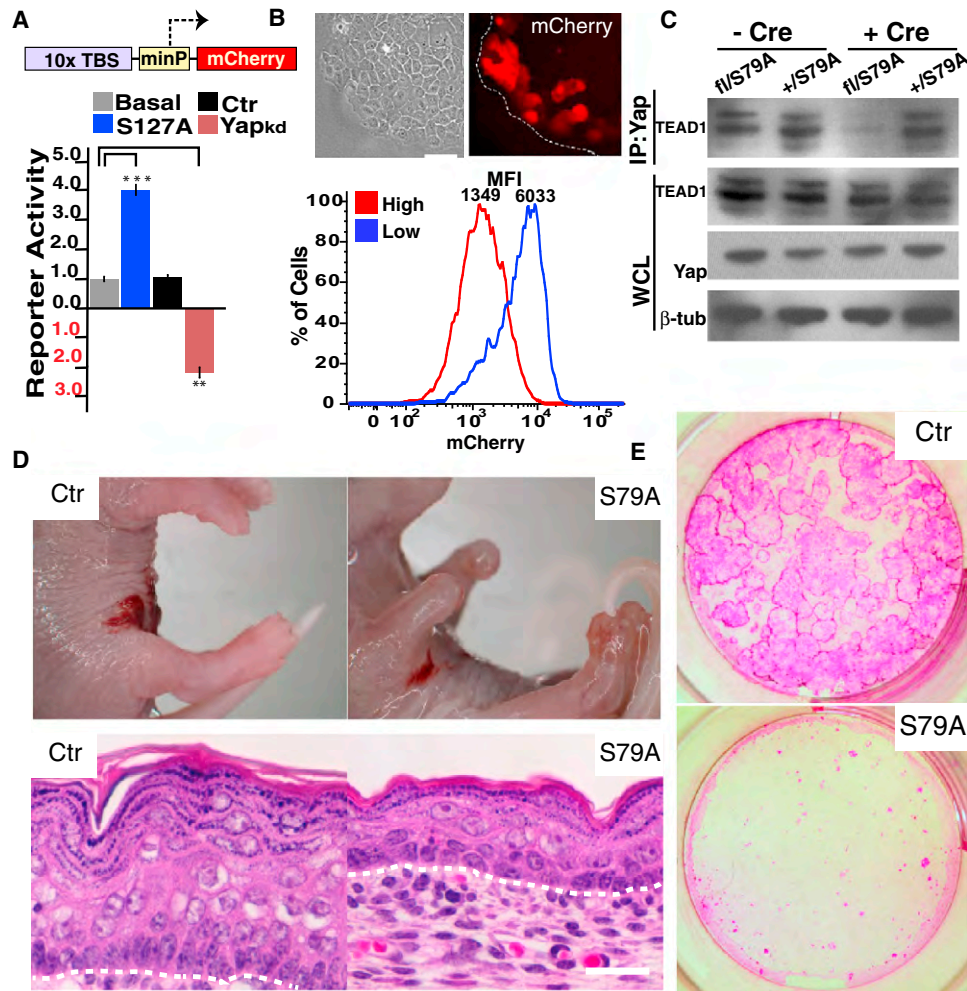 A
10x TBS
minP
mCherry
Basal
Ctr
S127A
Yapkd
Reporter Activity
5.0
4.0
3.0
2.0
1.0
0.0
1.0
2.0
3.0
***
**
B
mCherry
MFI
1349 6033
High
Low
% of Cells
100
80
60
40
20
0
0 10² 10³ 10⁴ 10⁵
mCherry
C
- Cre + Cre
fl/S79A +/S79A fl/S79A +/S79A
IP:Yap
TEAD1
WCL
TEAD1
Yap
β-tub
D
Ctr
S79A
Ctr
S79A
E
Ctr
S79A